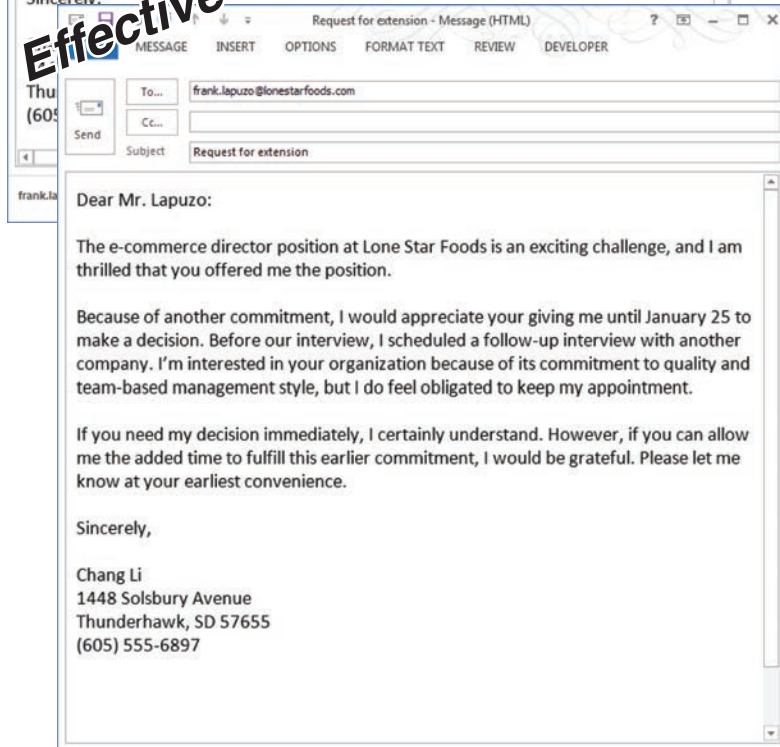 Sincerely,
Effective
Request for extension - Message (HTML)
MESSAGE INSERT OPTIONS FORMAT TEXT REVIEW DEVELOPER
Thu
(605
frank.la
To... frank.lapuzo@lonestarfoods.com
Cc...
Send
Subject Request for extension
Dear Mr. Lapuzo:
The e-commerce director position at Lone Star Foods is an exciting challenge, and I am
thrilled that you offered me the position.
Because of another commitment, I would appreciate your giving me until January 25 to
make a decision. Before our interview, I scheduled a follow-up interview with another
company. I'm interested in your organization because of its commitment to quality and
team-based management style, but I do feel obligated to keep my appointment.
If you need my decision immediately, I certainly understand. However, if you can allow
me the added time to fulfill this earlier commitment, I would be grateful. Please let me
know at your earliest convenience.
Sincerely,
Chang Li
1448 Solsbury Avenue
Thunderhawk, SD 57655
(605) 555-6897